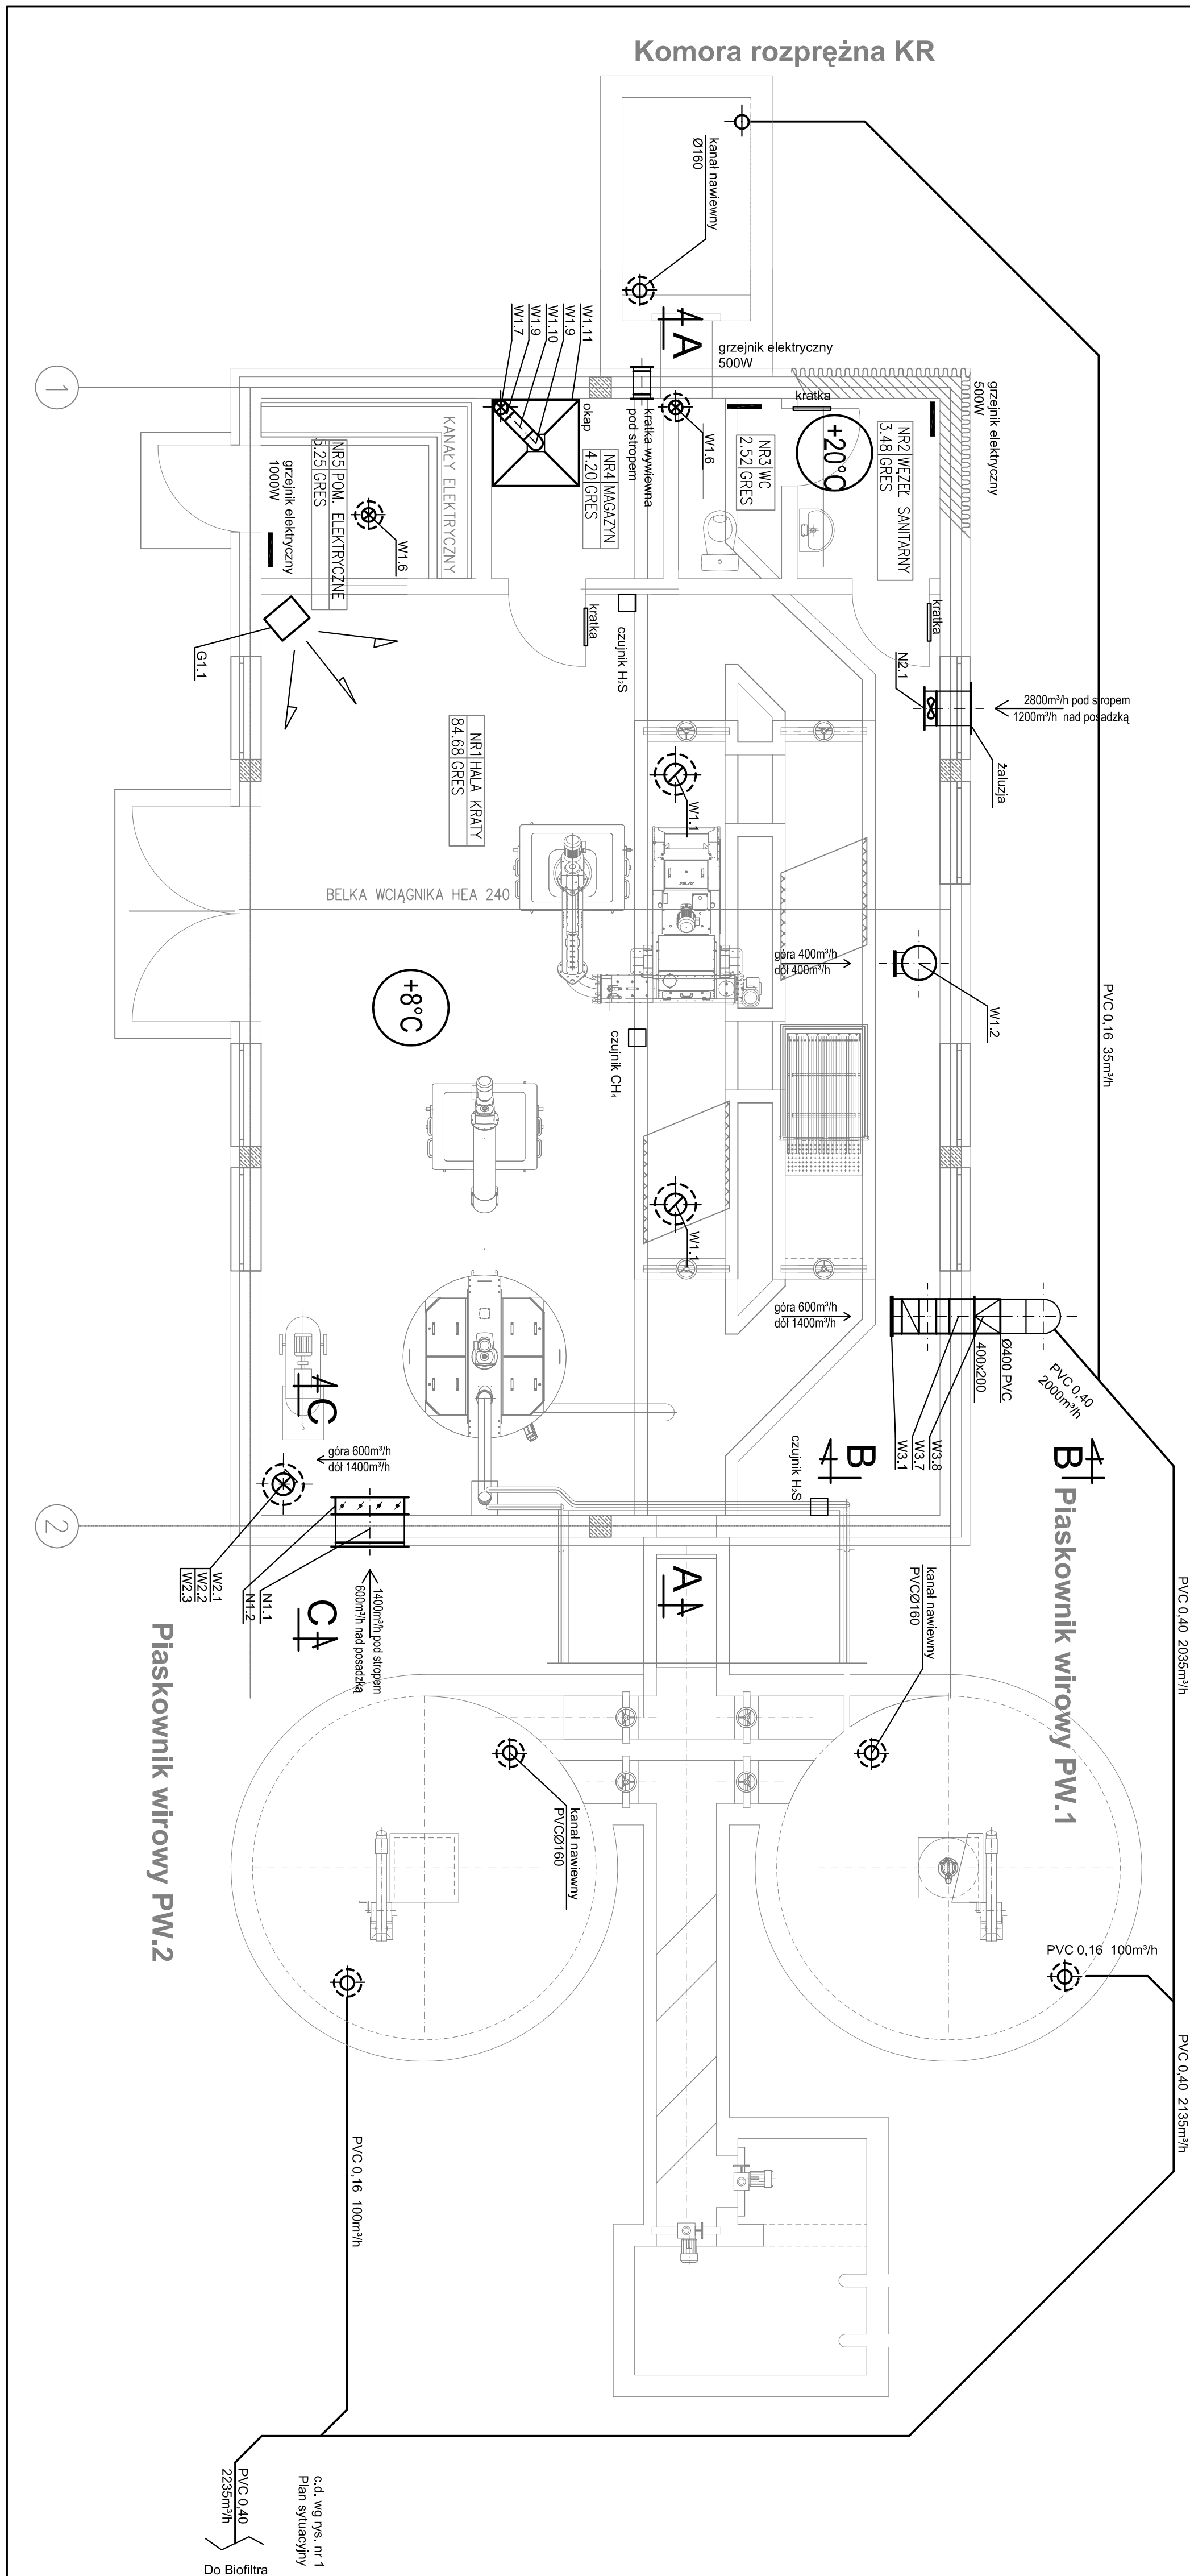 Komora rozprężna KR
kanał nawiewny
Ø160
A
grzejnik elektryczny
500W
grzejnik elektryczny
500W
W1.11
W1.9
W1.10
W1.9
W1.7
okap
kratka wywiewna
pod stropem
W1.6
kratka
+20°C
NR2 WĘZEŁ SANITARNY
3.48 GRES
NR3 WC
2.52 GRES
NR4 MAGAZYN
4.20 GRES
KANAŁY ELEKTRYCZNY
NR5 POM. ELEKTRYCZNE
5.25 GRES
grzejnik elektryczny
1000W
W1.6
1
kratka
kratka
czujnik H₂S
G1.1
N2.1
2800m³/h pod stropem
1200m³/h nad posadzką
żaluzja
NR1 HALA KRATY
84.68 GRES
W1.1
BELKA WCIĄGNIKA HEA 240
góra 400m³/h
dół 400m³/h
W1.2
+8°C
czujnik CH₄
PVC 0,16 35m³/h
W1.1
góra 600m³/h
dół 1400m³/h
Ø400 PVC
400x200
PVC 0,40
2000m³/h
W3.8
W3.7
W3.1
C
góra 600m³/h
dół 1400m³/h
czujnik H₂S
B
B
Piaskownik wirowy PW.1
2
W2.1
W2.2
W2.3
N1.1
N1.2
C
1400m³/h pod stropem
600m³/h nad posadzką
A
kanał nawiewny
PVCØ160
PVC 0,40 2035m³/h
Piaskownik wirowy PW.2
kanał nawiewny
PVCØ160
PVC 0,16 100m³/h
PVC 0,40 2135m³/h
PVC 0,16 100m³/h
c.d. wg rys. nr 1
Plan sytuacyjny
PVC 0,40
2235m³/h
Do Biofiltra